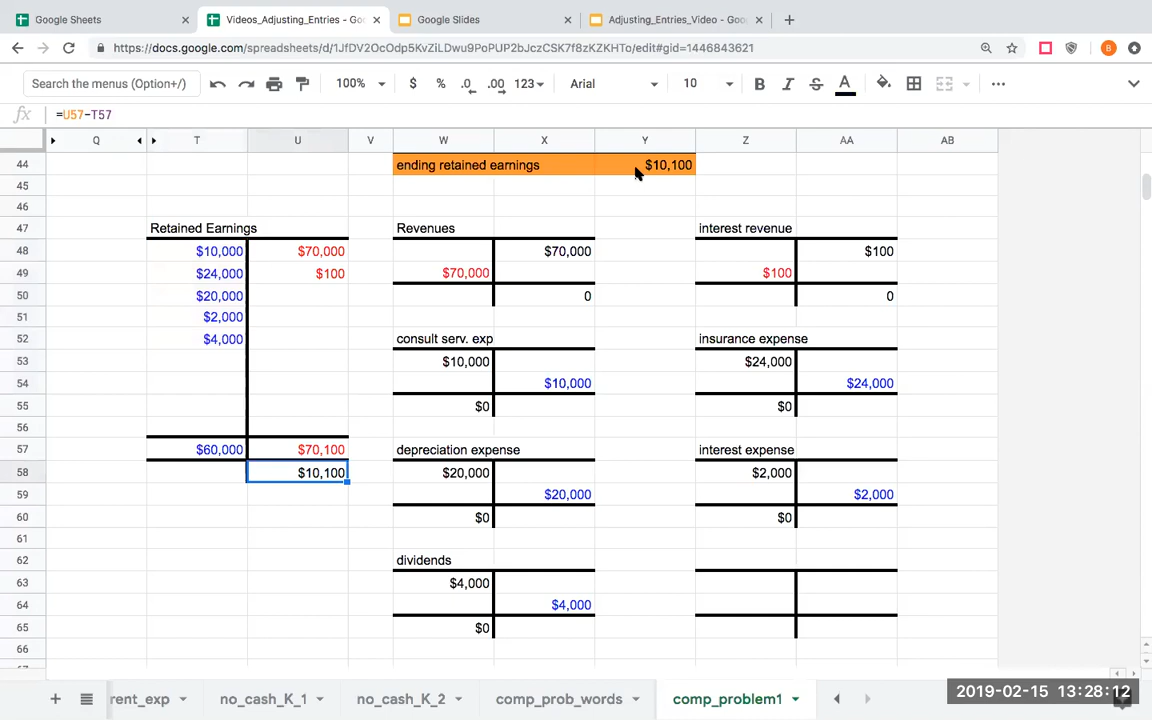 Google Sheets × Videos_Adjusting_Entries - Go × Google Slides × Adjusting_Entries_Video - Goo × +
https://docs.google.com/spreadsheets/d/1JfDV2OcOdp5KvZiLDwu9PoPUP2bJczCSK7f8zKZKHTo/edit#gid=1446843621 B
Search the menus (Option+/) 100% $ % .0 .00 123 Arial 10 B I S A
fx =U57-T57
Q T U V W X Y Z AA AB
44 ending retained earnings $10,100
45
46
47 Retained Earnings Revenues interest revenue
48 $10,000 $70,000 $70,000 $100
49 $24,000 $100 $70,000 $100
50 $20,000 0 0
51 $2,000
52 $4,000 consult serv. exp insurance expense
53 $10,000 $24,000
54 $10,000 $24,000
55 $0 $0
56
57 $60,000 $70,100 depreciation expense interest expense
58 $10,100 $20,000 $2,000
59 $20,000 $2,000
60 $0 $0
61
62 dividends
63 $4,000
64 $4,000
65 $0
66
+ rent_exp no_cash_K_1 no_cash_K_2 comp_prob_words comp_problem1
2019-02-15 13:28:12